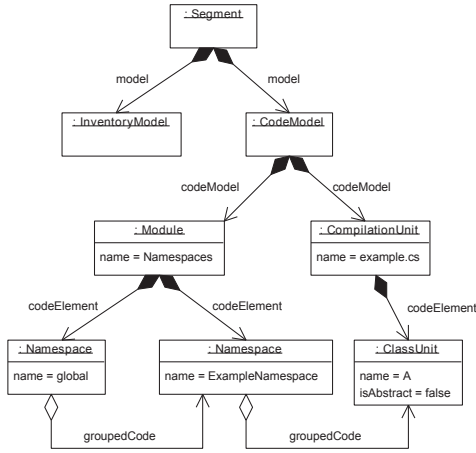 : Segment
model
model
: InventoryModel
: CodeModel
codeModel
codeModel
: Module
name = Namespaces
: CompilationUnit
name = example.cs
codeElement
codeElement
codeElement
: Namespace
name = global
: Namespace
name = ExampleNamespace
: ClassUnit
name = A
isAbstract = false
groupedCode
groupedCode